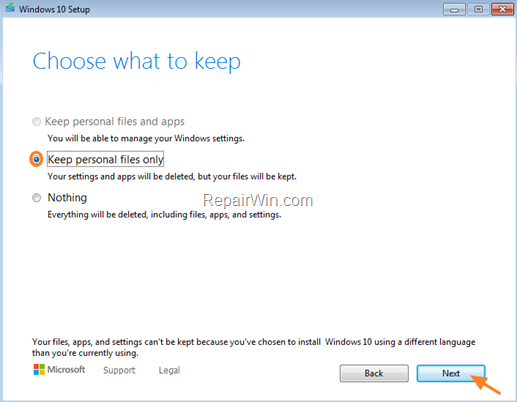 Windows 10 Setup
Choose what to keep
Keep personal files and apps
You will be able to manage your Windows settings.
Keep personal files only
Your settings and apps will be deleted, but your files will be kept.
Nothing
Everything will be deleted, including files, apps, and settings.
RepairWin.com
Your files, apps, and settings can't be kept because you've chosen to install Windows 10 using a different language
than you're currently using.
Microsoft Support Legal Back Next